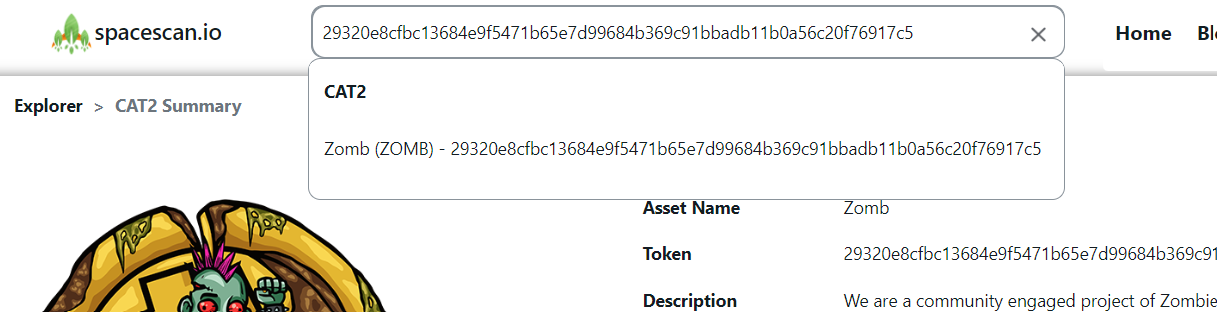 spacescan.io
29320e8cfbc13684e9f5471b65e7d99684b369c91bbadb11b0a56c20f76917c5
Home
CAT2
Zomb (ZOMB) - 29320e8cfbc13684e9f5471b65e7d99684b369c91bbadb11b0a56c20f76917c5
Explorer > CAT2 Summary
Asset Name Zomb
Token 29320e8cfbc13684e9f5471b65e7d99684b369c91
Description We are a community engaged project of Zombie